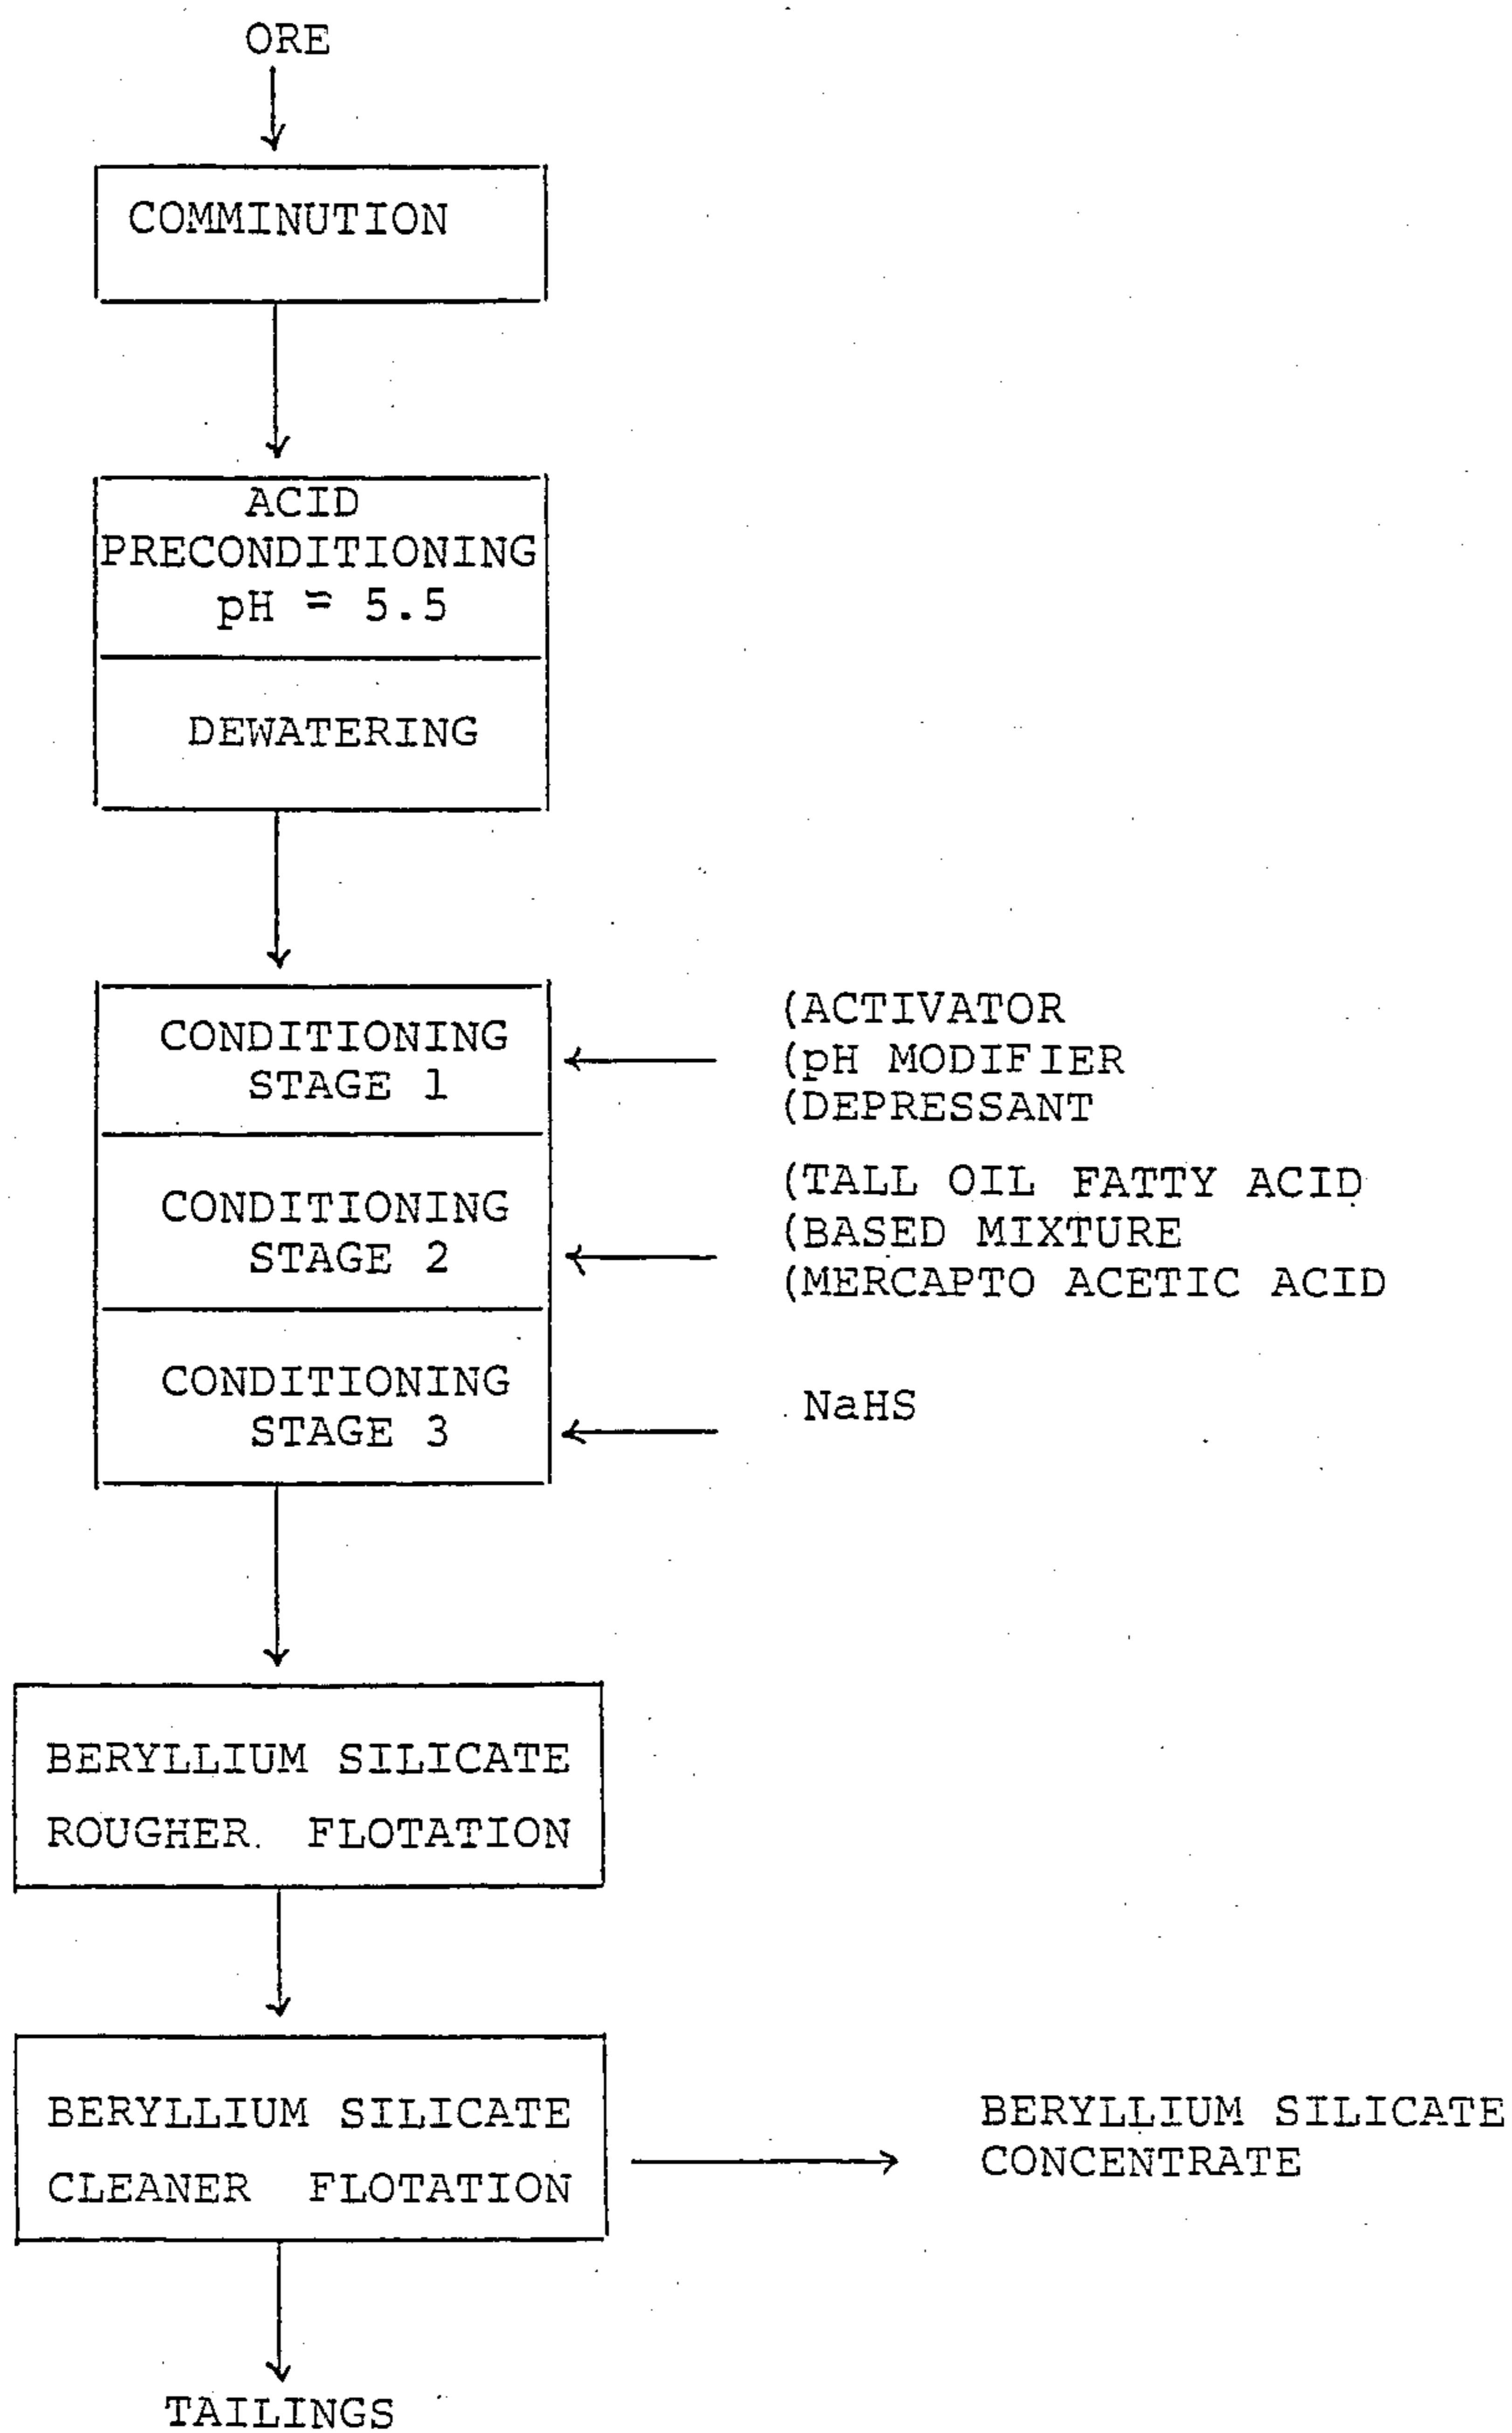 ORE
COMMINUTION
ACID
PRECONDITIONING
pH = 5.5
DEWATERING
CONDITIONING
STAGE 1
(ACTIVATOR
(pH MODIFIER
(DEPRESSANT
CONDITIONING
STAGE 2
(TALL OIL FATTY ACID
(BASED MIXTURE
(MERCAPTO ACETIC ACID
CONDITIONING
STAGE 3
NaHS
BERYLLIUM SILICATE
ROUGHER FLOTATION
BERYLLIUM SILICATE
CLEANER FLOTATION
BERYLLIUM SILICATE
CONCENTRATE
TAILINGS